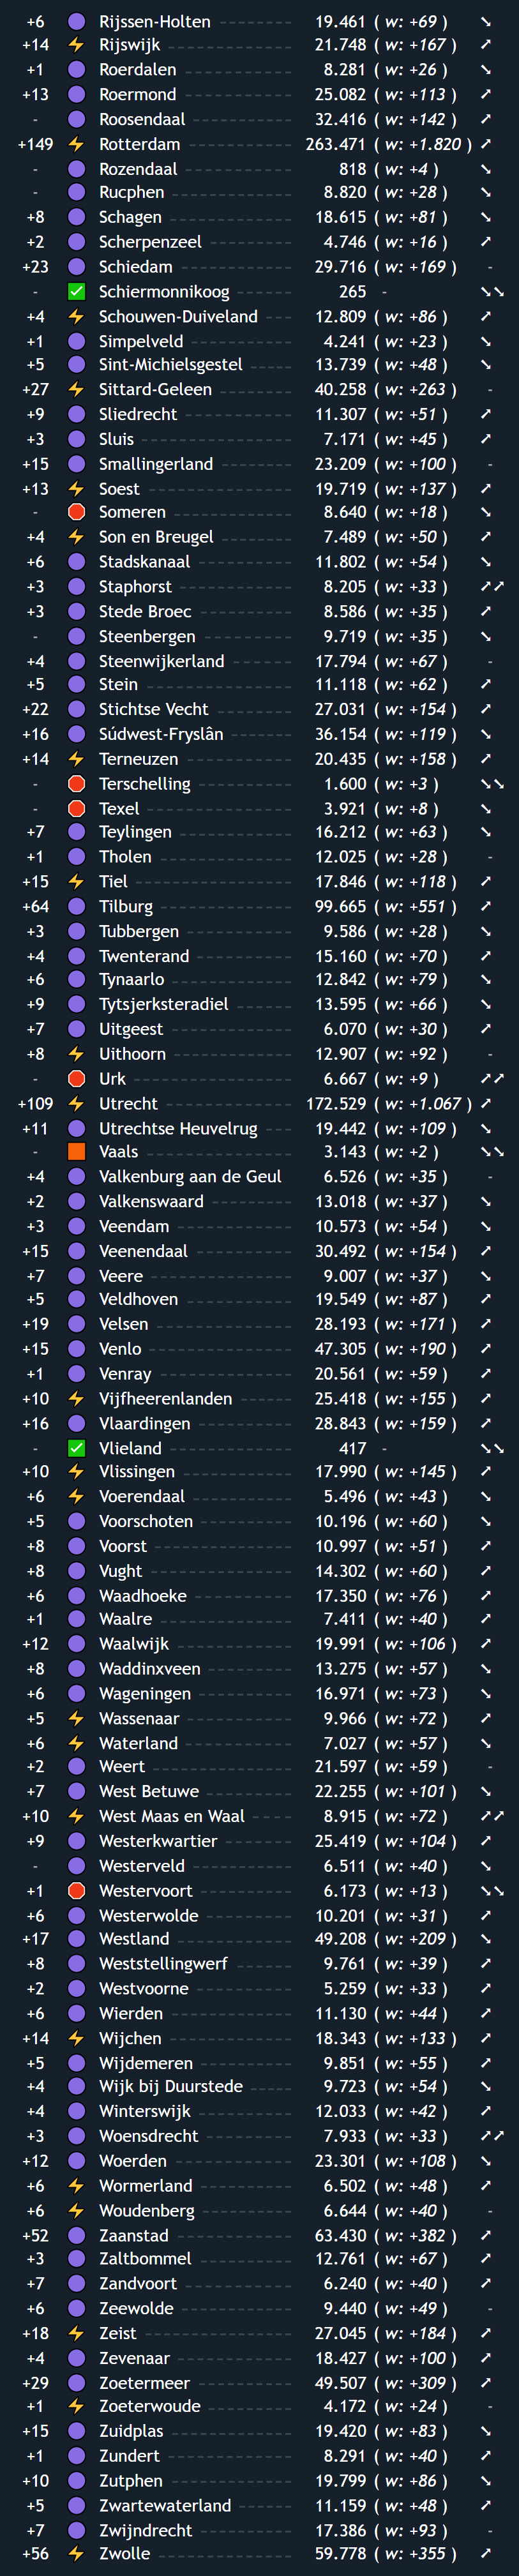 +6 Rijssen-Holten 19.461 ( w: +69 ) ➘
+14 ⚡ Rijswijk 21.748 ( w: +167 ) ➚
+1 Roerdalen 8.281 ( w: +26 ) ➘
+13 Roermond 25.082 ( w: +113 ) ➚
- Roosendaal 32.416 ( w: +142 ) ➚
+149 ⚡ Rotterdam 263.471 ( w: +1.820 ) ➚
- Rozendaal 818 ( w: +4 ) ➘
- Rucphen 8.820 ( w: +28 ) ➘
+8 Schagen 18.615 ( w: +81 ) ➘
+2 Scherpenzeel 4.746 ( w: +16 ) ➚
+23 Schiedam 29.716 ( w: +169 ) -
- ✅ Schiermonnikoog 265 - ➘➘
+4 ⚡ Schouwen-Duiveland 12.809 ( w: +86 ) ➚
+1 Simpelveld 4.241 ( w: +23 ) ➘
+5 Sint-Michielsgestel 13.739 ( w: +48 ) ➘
+27 ⚡ Sittard-Geleen 40.258 ( w: +263 ) -
+9 Sliedrecht 11.307 ( w: +51 ) ➚
+3 Sluis 7.171 ( w: +45 ) ➚
+15 Smallingerland 23.209 ( w: +100 ) -
+13 ⚡ Soest 19.719 ( w: +137 ) ➚
- Someren 8.640 ( w: +18 ) ➘
+4 ⚡ Son en Breugel 7.489 ( w: +50 ) ➚
+6 Stadskanaal 11.802 ( w: +54 ) ➘
+3 Staphorst 8.205 ( w: +33 ) ➚➚
+3 Stede Broec 8.586 ( w: +35 ) ➚
- Steenbergen 9.719 ( w: +35 ) ➘
+4 Steenwijkerland 17.794 ( w: +67 ) -
+5 Stein 11.118 ( w: +62 ) ➚
+22 Stichtse Vecht 27.031 ( w: +154 ) ➚
+16 Súdwest-Fryslân 36.154 ( w: +119 ) ➘
+14 ⚡ Terneuzen 20.435 ( w: +158 ) ➚
- Terschelling 1.600 ( w: +3 ) ➘➘
- Texel 3.921 ( w: +8 ) ➘
+7 Teylingen 16.212 ( w: +63 ) ➘
+1 Tholen 12.025 ( w: +28 ) -
+15 ⚡ Tiel 17.846 ( w: +118 ) ➚
+64 Tilburg 99.665 ( w: +551 ) ➚
+3 Tubbergen 9.586 ( w: +28 ) ➘
+4 Twenterand 15.160 ( w: +70 ) ➚
+6 Tynaarlo 12.842 ( w: +79 ) ➘
+9 Tytsjerksteradiel 13.595 ( w: +66 ) ➘
+7 Uitgeest 6.070 ( w: +30 ) ➚
+8 ⚡ Uithoorn 12.907 ( w: +92 ) -
- Urk 6.667 ( w: +9 ) ➚➚
+109 ⚡ Utrecht 172.529 ( w: +1.067 ) ➚
+11 Utrechtse Heuvelrug 19.442 ( w: +109 ) ➘
- Vaals 3.143 ( w: +2 ) ➘➘
+4 Valkenburg aan de Geul 6.526 ( w: +35 ) -
+2 Valkenswaard 13.018 ( w: +37 ) ➘
+3 Veendam 10.573 ( w: +54 ) ➘
+15 Veenendaal 30.492 ( w: +154 ) ➚
+7 Veere 9.007 ( w: +37 ) ➘
+5 Veldhoven 19.549 ( w: +87 ) ➚
+19 Velsen 28.193 ( w: +171 ) ➚
+15 Venlo 47.305 ( w: +190 ) ➚
+1 Venray 20.561 ( w: +59 ) ➚
+10 ⚡ Vijfheerenlanden 25.418 ( w: +155 ) ➚
+16 Vlaardingen 28.843 ( w: +159 ) ➚
- ✅ Vlieland 417 - ➘➘
+10 ⚡ Vlissingen 17.990 ( w: +145 ) ➚
+6 ⚡ Voerendaal 5.496 ( w: +43 ) ➘
+5 Voorschoten 10.196 ( w: +60 ) ➘
+8 Voorst 10.997 ( w: +51 ) ➚
+8 Vught 14.302 ( w: +60 ) ➚
+6 Waadhoeke 17.350 ( w: +76 ) ➚
+1 Waalre 7.411 ( w: +40 ) ➚
+12 Waalwijk 19.991 ( w: +106 ) ➚
+8 Waddinxveen 13.275 ( w: +57 ) ➘
+6 Wageningen 16.971 ( w: +73 ) ➘
+5 ⚡ Wassenaar 9.966 ( w: +72 ) ➚
+6 ⚡ Waterland 7.027 ( w: +57 ) ➘
+2 Weert 21.597 ( w: +59 ) -
+7 West Betuwe 22.255 ( w: +101 ) ➘
+10 ⚡ West Maas en Waal 8.915 ( w: +72 ) ➚➚
+9 Westerkwartier 25.419 ( w: +104 ) ➚
- Westerveld 6.511 ( w: +40 ) ➘
+1 Westervoort 6.173 ( w: +13 ) ➘➘
+6 Westerwolde 10.201 ( w: +31 ) ➚
+17 Westland 49.208 ( w: +209 ) ➘
+8 Weststellingwerf 9.761 ( w: +39 ) ➚
+2 Westvoorne 5.259 ( w: +33 ) ➚
+6 Wierden 11.130 ( w: +44 ) ➚
+14 ⚡ Wijchen 18.343 ( w: +133 ) ➚
+5 Wijdemeren 9.851 ( w: +55 ) ➚
+4 Wijk bij Duurstede 9.723 ( w: +54 ) ➘
+4 Winterswijk 12.033 ( w: +42 ) ➚
+3 Woensdrecht 7.933 ( w: +33 ) ➚➚
+12 Woerden 23.301 ( w: +108 ) ➘
+6 ⚡ Wormerland 6.502 ( w: +48 ) ➚
+6 ⚡ Woudenberg 6.644 ( w: +40 ) -
+52 Zaanstad 63.430 ( w: +382 ) ➚
+3 Zaltbommel 12.761 ( w: +67 ) ➚
+7 Zandvoort 6.240 ( w: +40 ) ➚
+6 Zeewolde 9.440 ( w: +49 ) -
+18 ⚡ Zeist 27.045 ( w: +184 ) ➚
+4 Zevenaar 18.427 ( w: +100 ) ➚
+29 Zoetermeer 49.507 ( w: +309 ) ➚
+1 ⚡ Zoeterwoude 4.172 ( w: +24 ) -
+15 Zuidplas 19.420 ( w: +83 ) ➘
+1 Zundert 8.291 ( w: +40 ) ➚
+10 Zutphen 19.799 ( w: +86 ) ➘
+5 Zwartewaterland 11.159 ( w: +48 ) ➚
+7 Zwijndrecht 17.386 ( w: +93 ) -
+56 ⚡ Zwolle 59.778 ( w: +355 ) ➚